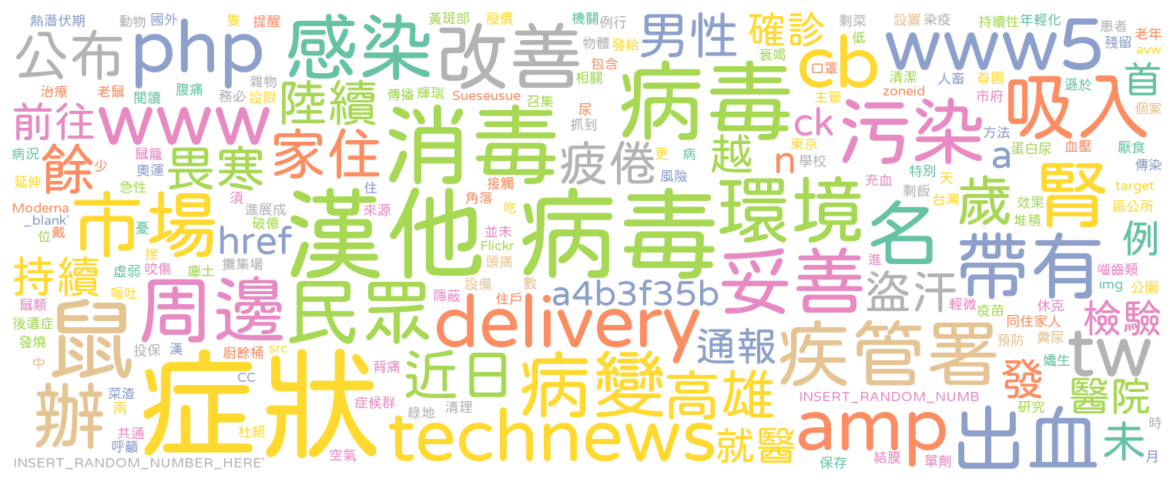 熱潛伏期 動物 國外 隻 提醒 黃斑部 股價 機關 例行 設置 染疫 持續性 年輕化 患者 老年
公布 php 感染 改善 物體 發給 男性 確診 剩菜 低 www5 殘留 avw
治療 老鼠 閱讀 腹痛 雜物 務必 設限 陸續 傳播 輝瑞 Sueseusue 召集 衰竭 包含 相關 病毒 口罩 主管 cb 清潔 zoneid 人畜 首圈 市府 遜於 吸入 首 個案
前往 www 家住 消毒 尿 抓到 疲倦 更 病 風險 越 東京 學校 n ck 污染 a 方法 蛋白尿 血壓 厭食 傳染
病況 延伸 鼠籠 奧運 餘 少 急性 畏寒 須 進展成 破億 住 來源 接觸 角落 吃 充血 剩飯 特別 天 台灣 歲 效果 堆積 腎 target 區公所
Moderna _blank' 位 戴 憂 市場 挫 href 漢他 病毒 並未 Flickr 頭痛 環境 進 名 帶有 例
持續 虛弱 嘔吐 咬傷 塵土 攤集場 隱蔽 設備 住戶 數 a4b3f35b 妥善 盜汗 輕微 疫苗 休克 嚙齒類 img 公園
鼠類 後遺症 發燒 中 鼠 周邊 投保 漢 廚餘桶 src 民眾 delivery 通報 疾管署 同住家人 預防 糞尿 嬌生 檢驗
辦 菜渣 兩 共通 呼籲 cc 症狀 杜絕 背痛 症候群 空氣 近日 綠地 清理 病變 高雄 INSERT_RANDOM_NUMB 發 研究 tw 醫院
INSERT_RANDOM_NUMBER_HERE' technews 就醫 amp 保存 結膜 單劑 出血 未 時 月